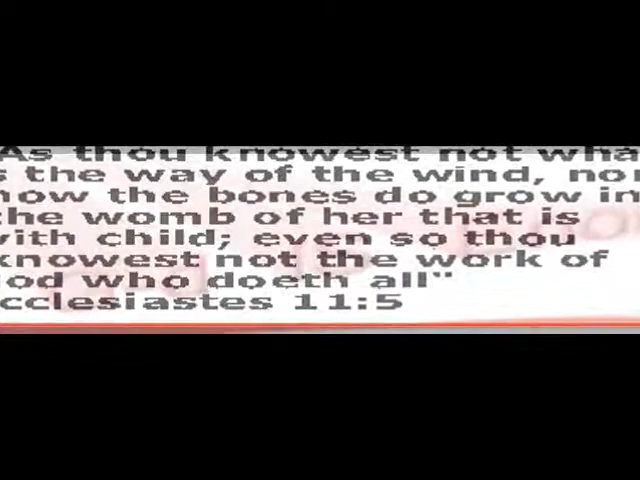 As thou knowest not wha
s the way of the wind, nor
how the bones do grow in
the womb of her that is
with child; even so thou
knowest not the work of
God who doeth all"
cclesiastes 11:5